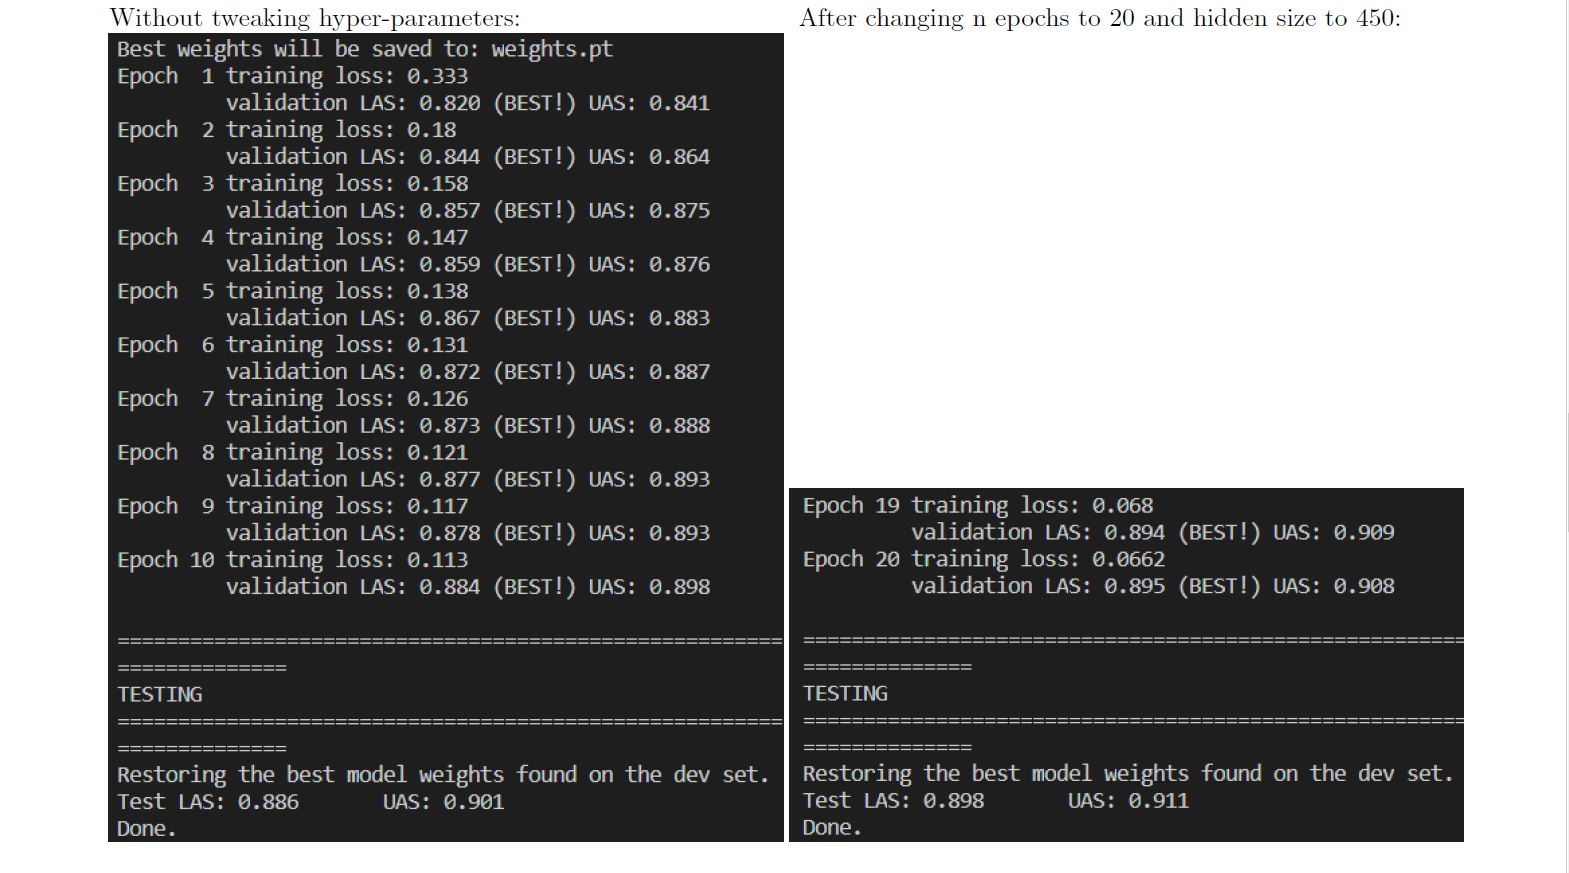 Without tweaking hyper-parameters:
Best weights will be saved to: weights.pt
Epoch  1 training loss: 0.333
         validation LAS: 0.820 (BEST!) UAS: 0.841
Epoch  2 training loss: 0.18
         validation LAS: 0.844 (BEST!) UAS: 0.864
Epoch  3 training loss: 0.158
         validation LAS: 0.857 (BEST!) UAS: 0.875
Epoch  4 training loss: 0.147
         validation LAS: 0.859 (BEST!) UAS: 0.876
Epoch  5 training loss: 0.138
         validation LAS: 0.867 (BEST!) UAS: 0.883
Epoch  6 training loss: 0.131
         validation LAS: 0.872 (BEST!) UAS: 0.887
Epoch  7 training loss: 0.126
         validation LAS: 0.873 (BEST!) UAS: 0.888
Epoch  8 training loss: 0.121
         validation LAS: 0.877 (BEST!) UAS: 0.893
Epoch  9 training loss: 0.117
         validation LAS: 0.878 (BEST!) UAS: 0.893
Epoch 10 training loss: 0.113
         validation LAS: 0.884 (BEST!) UAS: 0.898
=======================================================
==============
TESTING
=======================================================
==============
Restoring the best model weights found on the dev set.
Test LAS: 0.886       UAS: 0.901
Done.
After changing n epochs to 20 and hidden size to 450:
Epoch 19 training loss: 0.068
         validation LAS: 0.894 (BEST!) UAS: 0.909
Epoch 20 training loss: 0.0662
         validation LAS: 0.895 (BEST!) UAS: 0.908
=======================================================
==============
TESTING
=======================================================
==============
Restoring the best model weights found on the dev set.
Test LAS: 0.898       UAS: 0.911
Done.